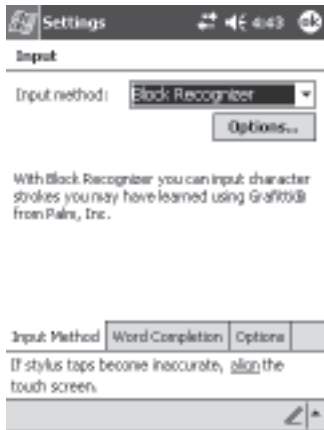 Settings 4:43 ok
Input
Input method: Block Recognizer
Options...
With Block Recognizer you can input character
strokes you may have learned using Grafitti®
from Palm, Inc.
Input Method Word Completion Options
If stylus taps become inaccurate, align the
touch screen.